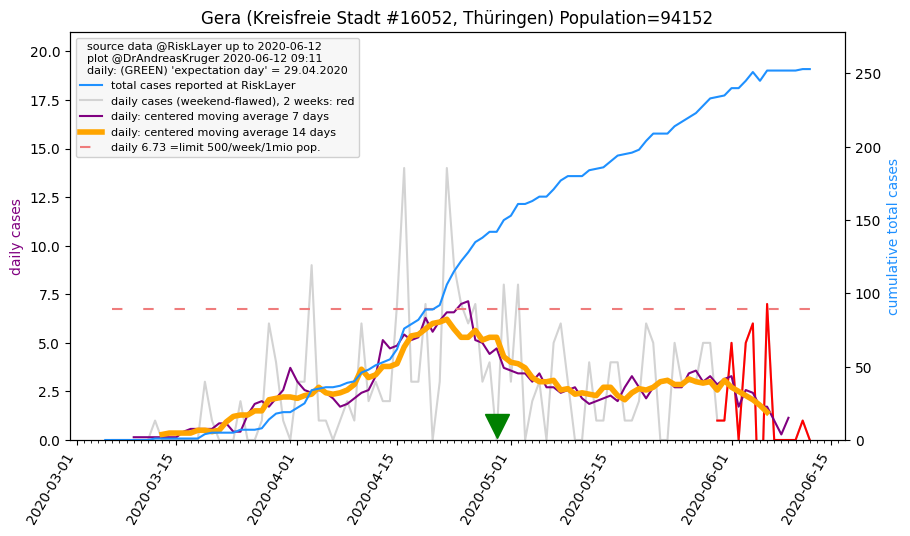 Gera (Kreisfreie Stadt #16052, Thüringen) Population=94152
source data @RiskLayer up to 2020-06-12
plot @DrAndreasKruger 2020-06-12 09:11
daily: (GREEN) 'expectation day' = 29.04.2020
total cases reported at RiskLayer
daily cases (weekend-flawed), 2 weeks: red
daily: centered moving average 7 days
daily: centered moving average 14 days
daily 6.73 =limit 500/week/1mio pop.
daily cases
20.0
17.5
15.0
12.5
10.0
7.5
5.0
2.5
0.0
cumulative total cases
250
200
150
100
50
0
2020-03-01
2020-03-15
2020-04-01
2020-04-15
2020-05-01
2020-05-15
2020-06-01
2020-06-15